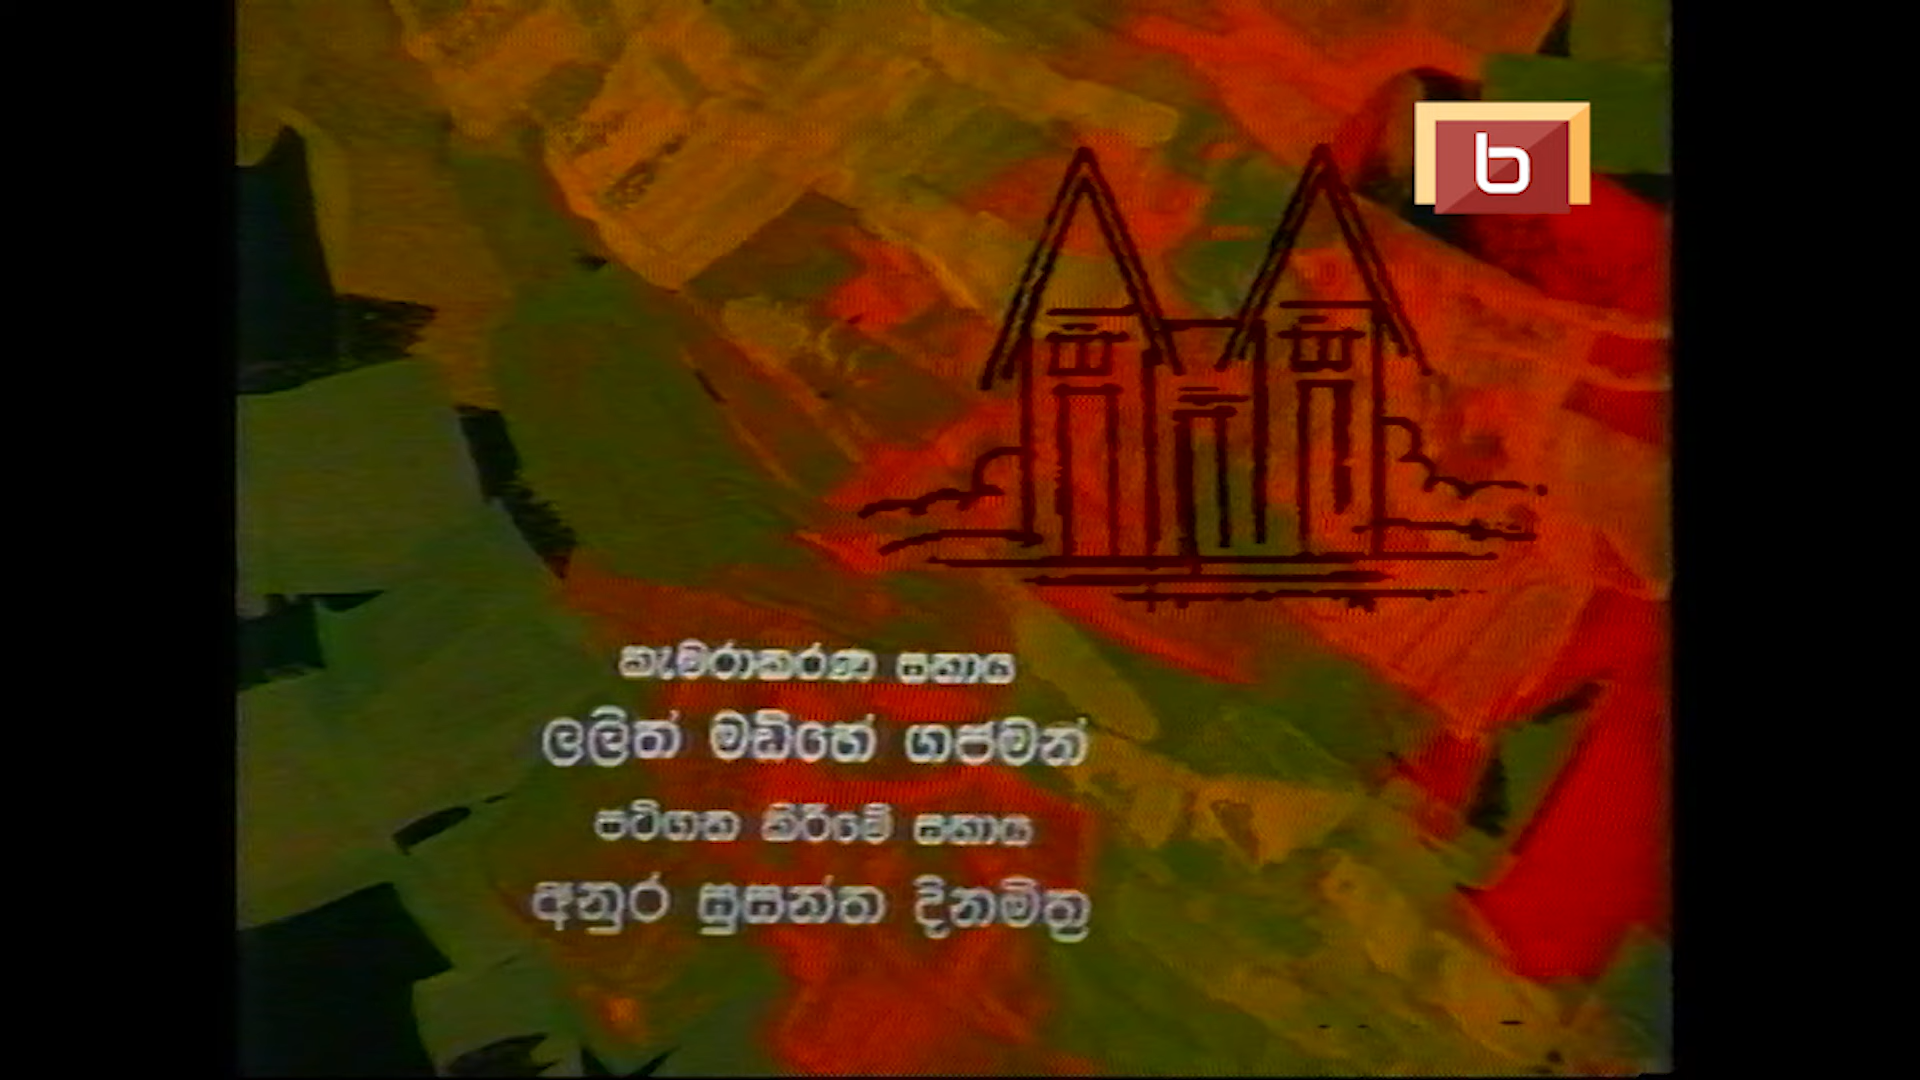 b
කැමරාකරණ සහාය
ලලිත් මඩිහේ ගජමන්
පටිගත කිරීමේ සහාය
අනුර සුසන්ත දිනමිත්‍ර